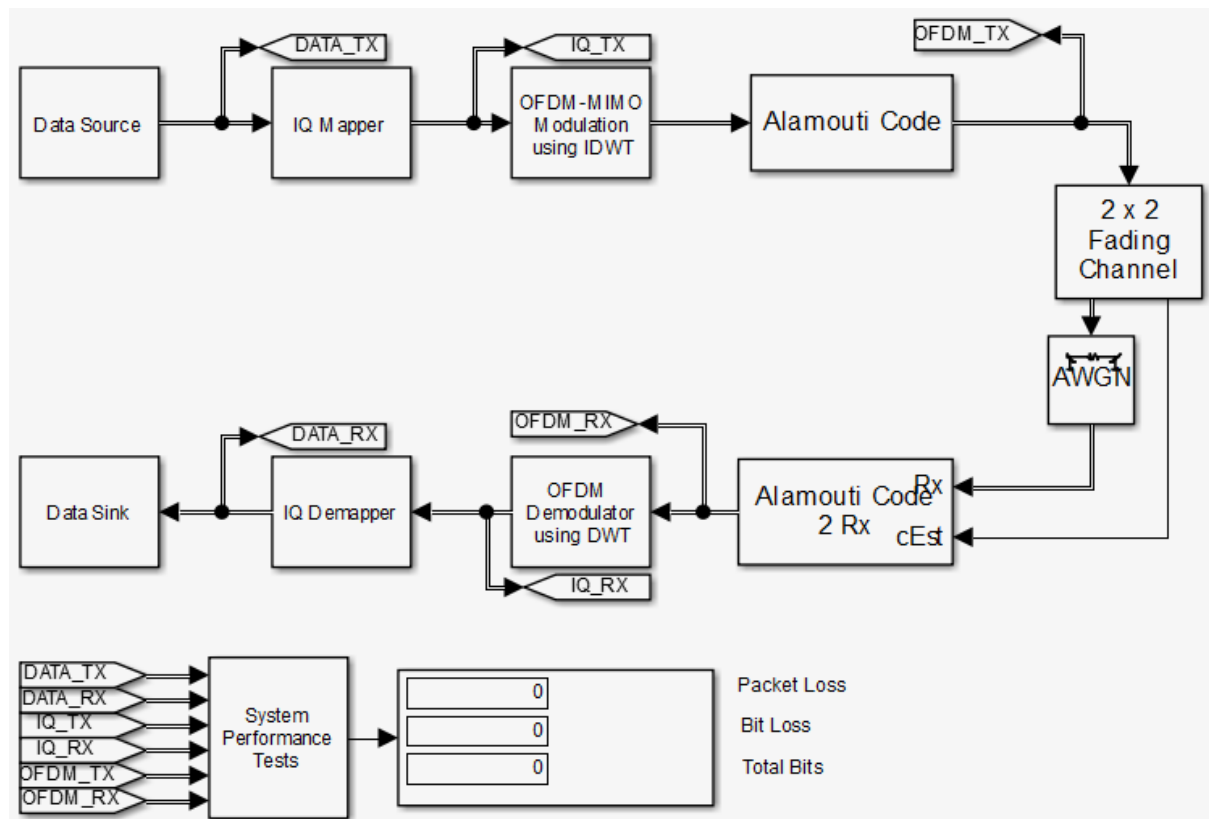 DATA_TX
IQ_TX
OFDM_TX
Data Source
IQ Mapper
OFDM-MIMO
Modulation
using IDWT
Alamouti Code
2 x 2
Fading
Channel
AWGN
OFDM_RX
DATA_RX
Data Sink
IQ Demapper
OFDM
Demodulator
using DWT
Alamouti Code
2 Rx
Rx
cEst
IQ_RX
DATA_TX
DATA_RX
IQ_TX
IQ_RX
OFDM_TX
OFDM_RX
System
Performance
Tests
0
Packet Loss
0
Bit Loss
0
Total Bits